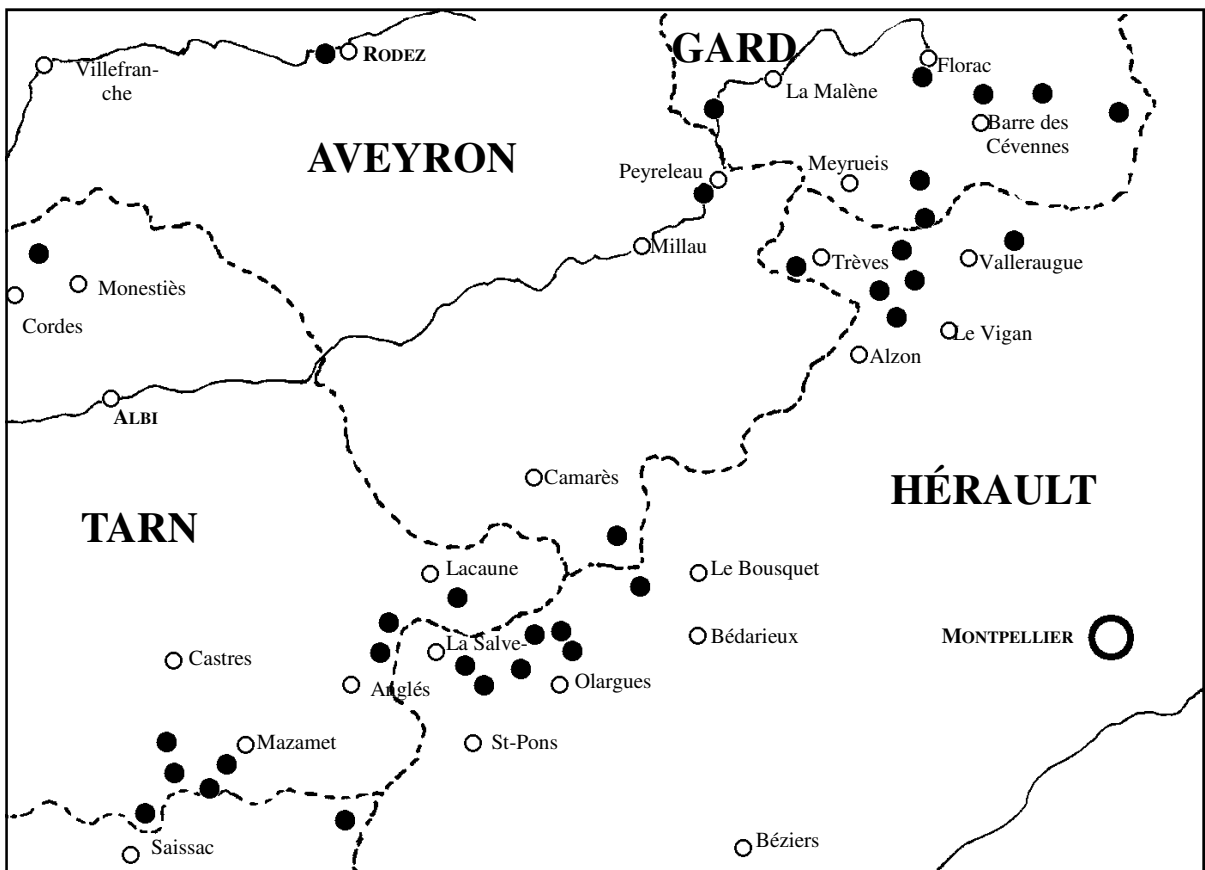 GARD
RODEZ
Villefran-
che
Florac
La Malène
Barre des
Cévennes
AVEYRON
Meyrueis
Peyreleau
Millau
Trèves
Valleraugue
Monestiès
Cordes
Le Vigan
Alzon
ALBI
Camarès
HÉRAULT
TARN
Lacaune
Le Bousquet
La Salve-
Bédarieux
MONTPELLIER
Castres
Anglés
Olargues
Mazamet
St-Pons
Saissac
Béziers